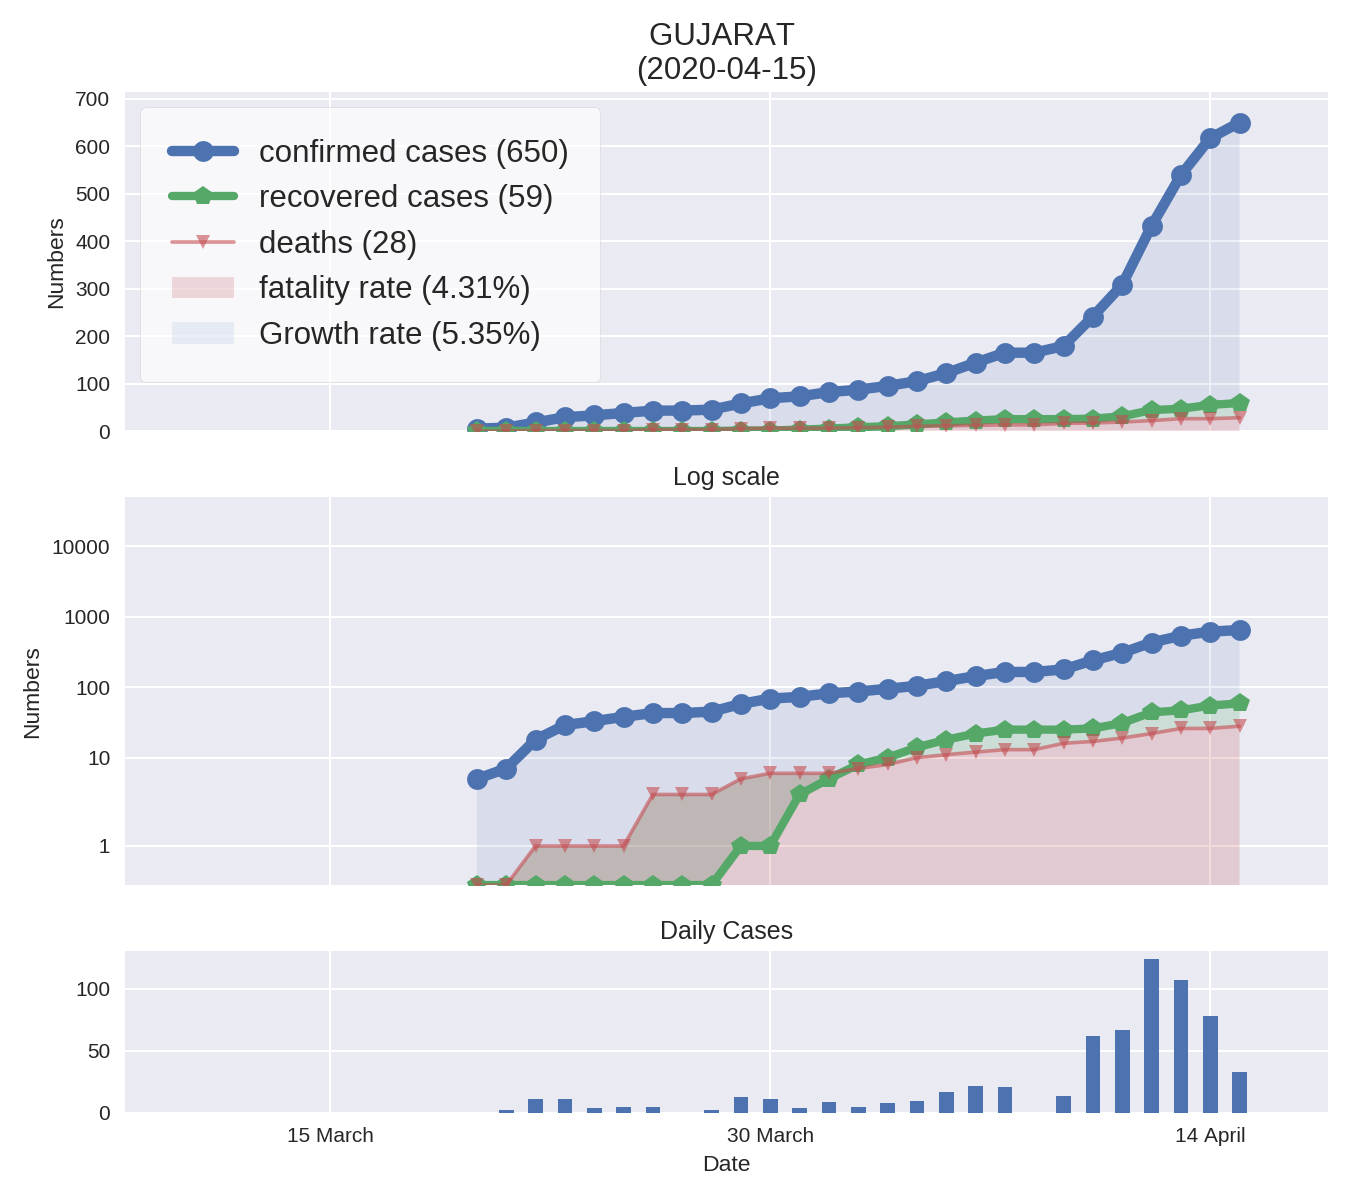 GUJARAT
(2020-04-15)
700
600
500
400
300
200
100
0
Numbers
confirmed cases (650)
recovered cases (59)
deaths (28)
fatality rate (4.31%)
Growth rate (5.35%)
Log scale
10000
1000
100
10
1
Numbers
Daily Cases
100
50
0
15 March 30 March 14 April
Date